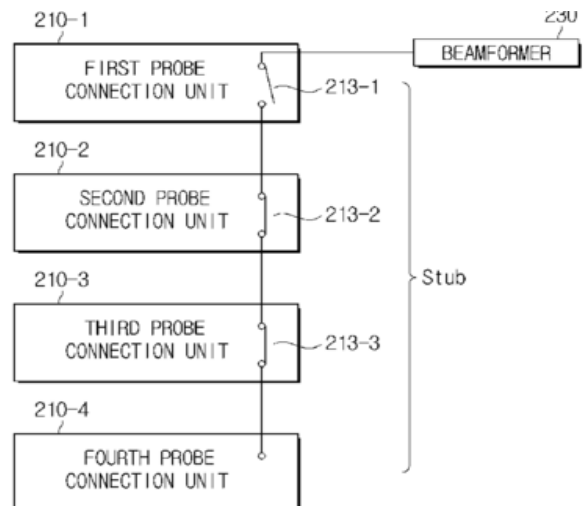 210-1
230
FIRST PROBE
CONNECTION UNIT
BEAMFORMER
213-1
210-2
SECOND PROBE
CONNECTION UNIT
213-2
210-3
Stub
THIRD PROBE
CONNECTION UNIT
213-3
210-4
FOURTH PROBE
CONNECTION UNIT